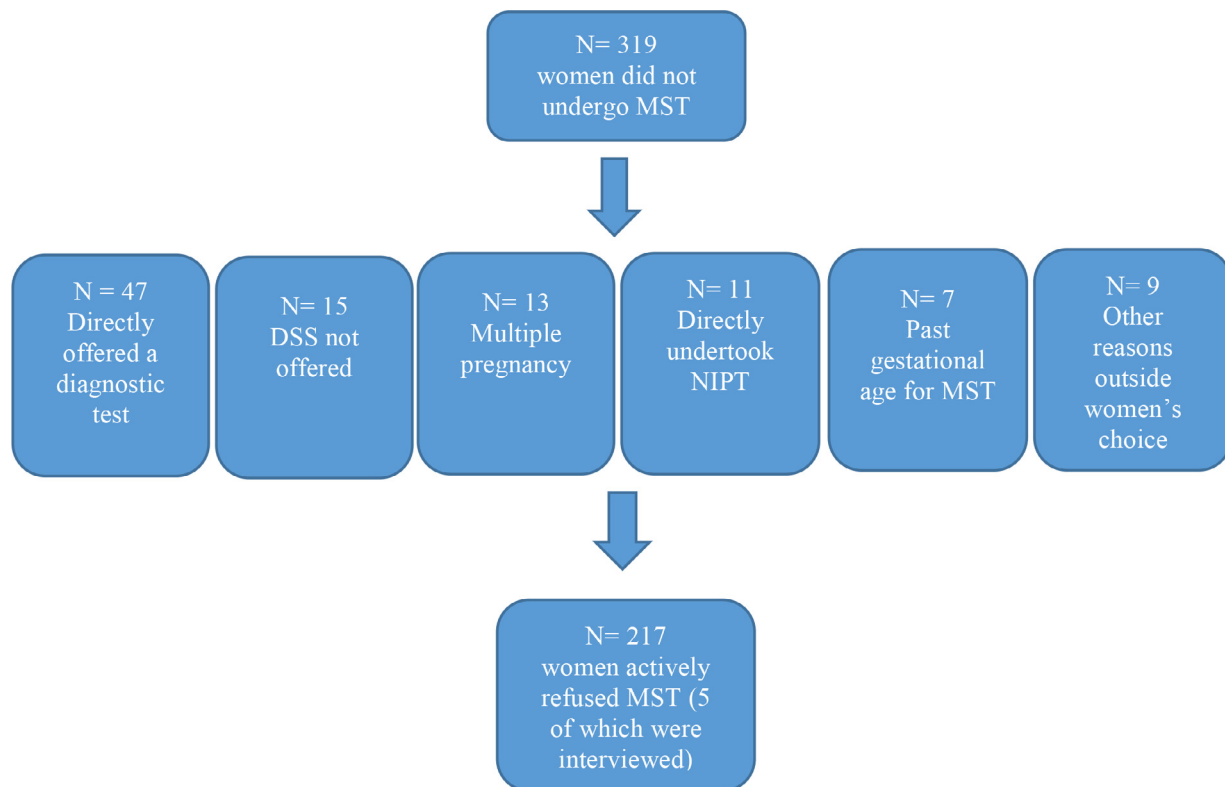 N= 319
women did not
undergo MST
N = 47
Directly
offered a
diagnostic
test
N= 15
DSS not
offered
N= 13
Multiple
pregnancy
N= 11
Directly
undertook
NIPT
N= 7
Past
gestational
age for MST
N= 9
Other
reasons
outside
women’s
choice
N= 217
women actively
refused MST (5
of which were
interviewed)